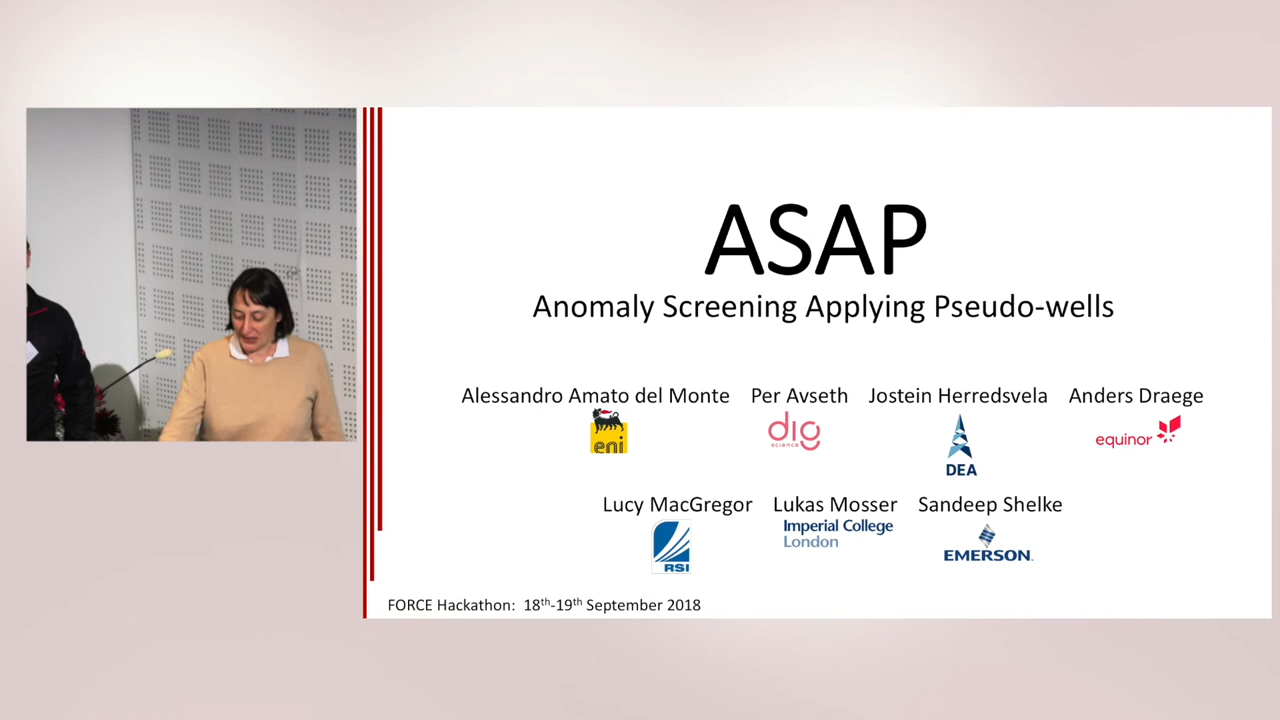 ASAP
Anomaly Screening Applying Pseudo-wells
Alessandro Amato del Monte Per Avseth Jostein Herredsvela Anders Draege
eni
dig
science
DEA
equinor
Lucy MacGregor Lukas Mosser Sandeep Shelke
RSI
Imperial College
London
EMERSON.
FORCE Hackathon: 18th-19th September 2018